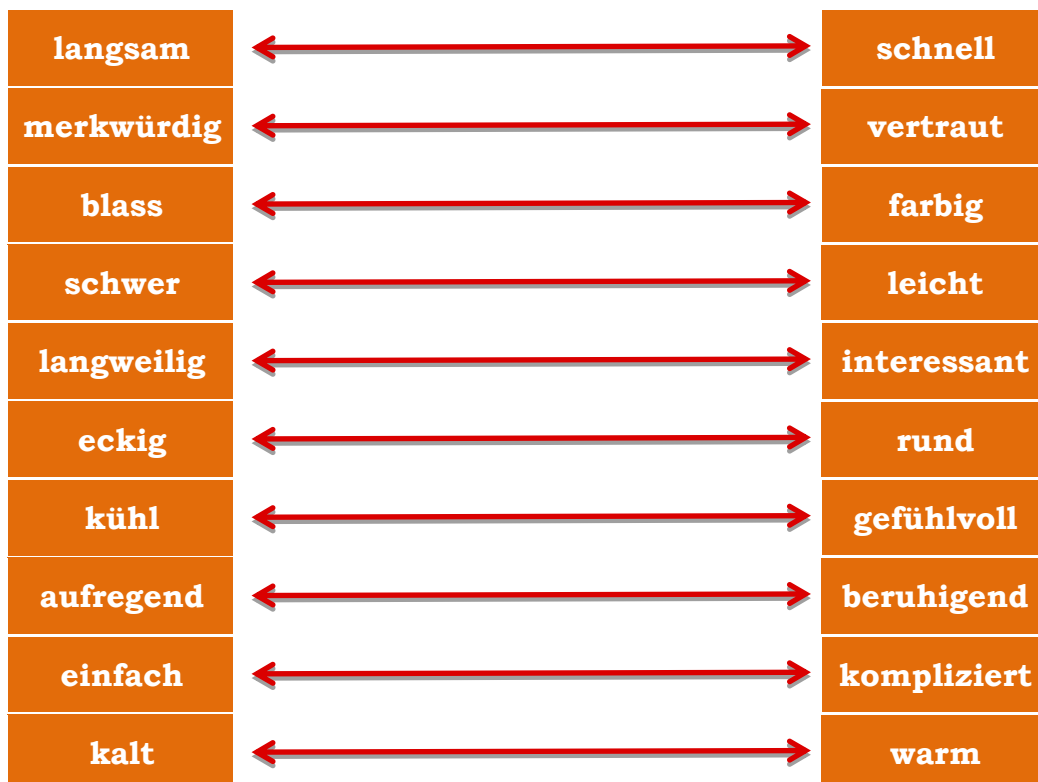 langsam schnell
merkwürdig vertraut
blass farbig
schwer leicht
langweilig interessant
eckig rund
kühl gefühlvoll
aufregend beruhigend
einfach kompliziert
kalt warm